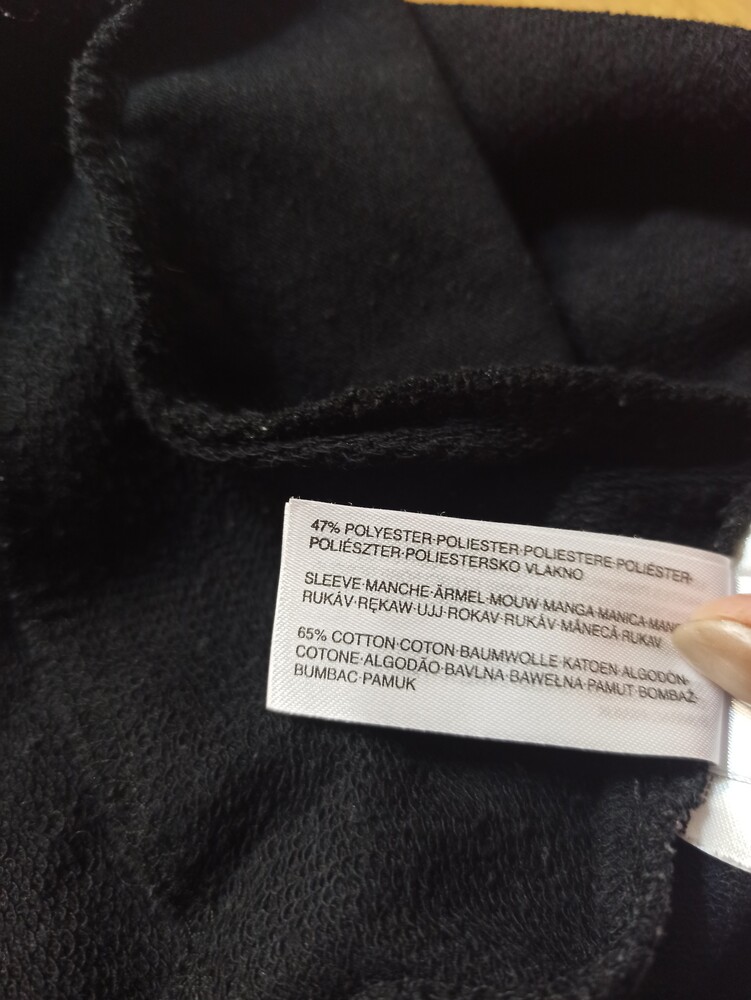 47% POLYESTER·POLIESTER·POLIESTERE·POLIÉSTER·
POLIÉSZTER·POLIESTERSKO VLAKNO
SLEEVE·MANCHE·ÄRMEL·MOUW·MANGA·MANICA·
RUKÁV·RĘKAW·UJJ·ROKAV·RUKÁV·MÂNECĂ·RUKAV
65% COTTON·COTON·BAUMWOLLE·KATOEN·ALGODÓN·
COTONE·ALGODÃO·BAVLNA·BAWEŁNA·PAMUT·BOMBAŽ·
BUMBAC·PAMUK